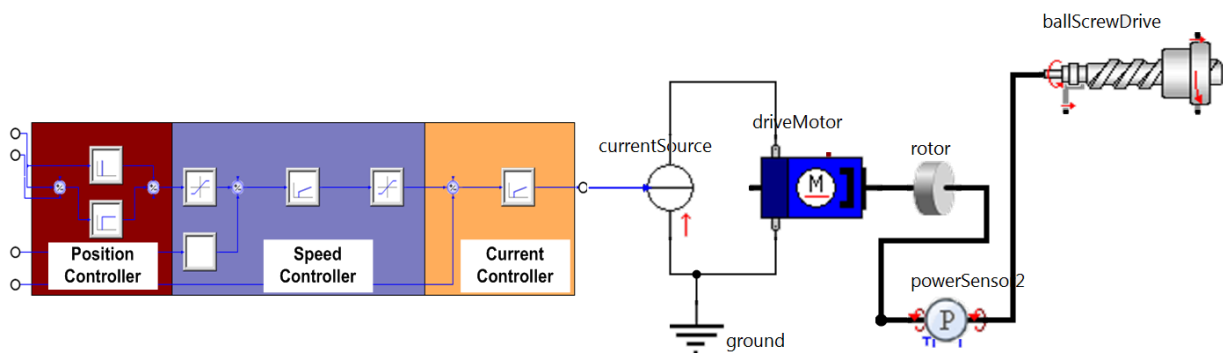 ballScrewDrive
driveMotor
currentSource
rotor
M
Position
Controller
Speed
Controller
Current
Controller
powerSensor2
P
ground